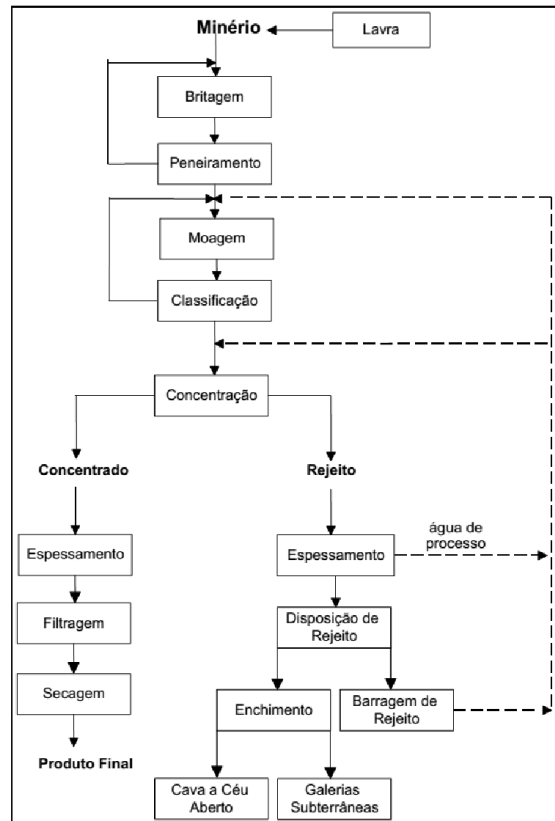 Minério
Lavra
Britagem
Peneiramento
Moagem
Classificação
Concentração
Concentrado
Rejeito
água de
processo
Espessamento
Espessamento
Disposição de
Rejeito
Filtragem
Secagem
Enchimento
Barragem de
Rejeito
Produto Final
Cava a Céu
Aberto
Galerias
Subterrâneas